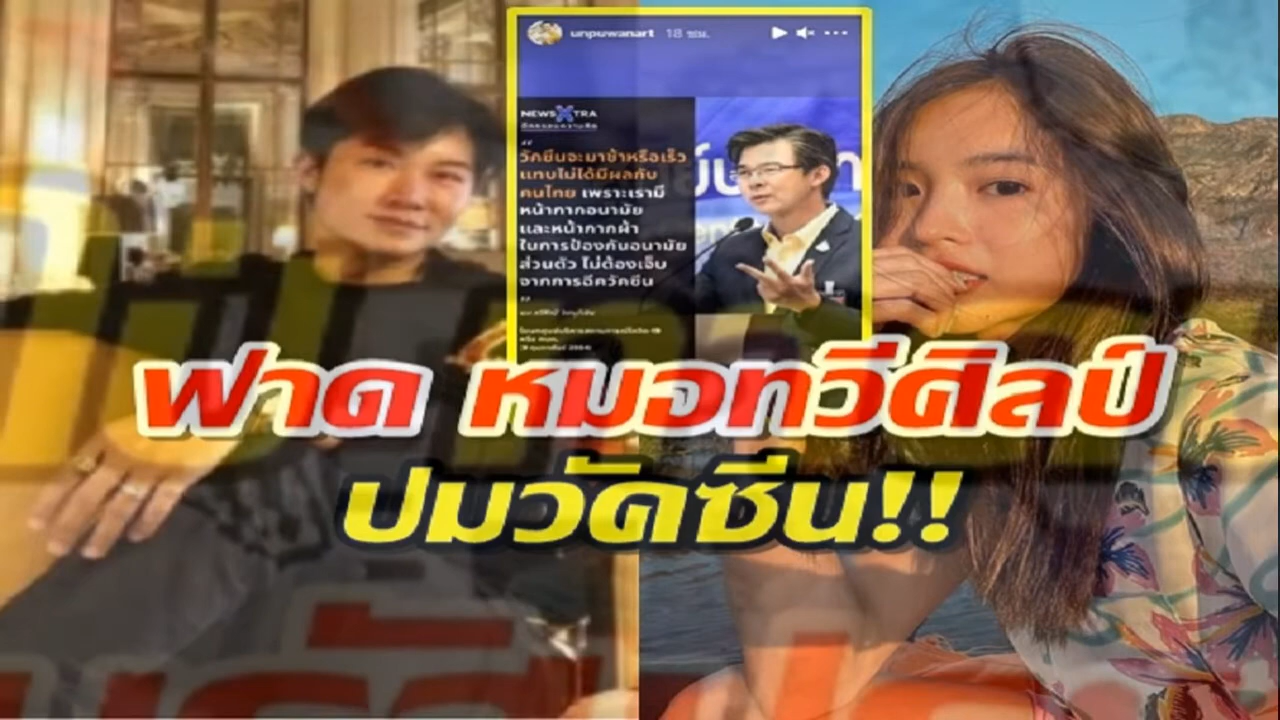 unpuwanart 18 ชม.
NEWSXTRA
"
วัคซีนจะมาช้าหรือเร็ว
แทบไม่ได้มีผลกับ
คนไทย เพราะเรามี
หน้ากากอนามัย
และหน้ากากผ้า
ในการป้องกันอนามัย
ส่วนตัว ไม่ต้องเจ็บ
จากการฉีดวัคซีน
"
ฟาด หมอทวีศิลป์
ปมวัคซีน!!